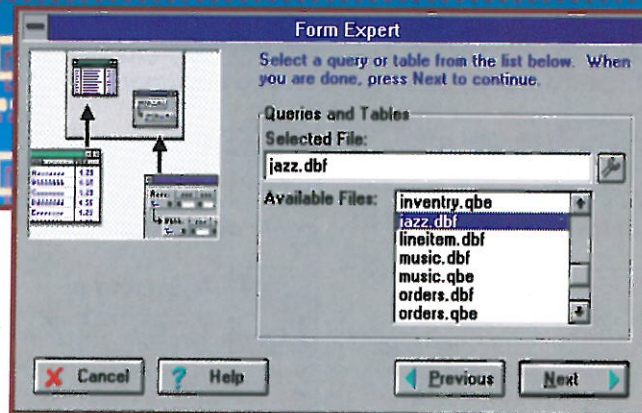 Form Expert
Select a query or table from the list below. When
you are done, press Next to continue.
Queries and Tables
Selected File:
jazz.dbf
Available Files:
inventry.qbe
jazz.dbf
lineitem.dbf
music.dbf
music.qbe
orders.dbf
orders.qbe
Cancel
Help
Previous
Next